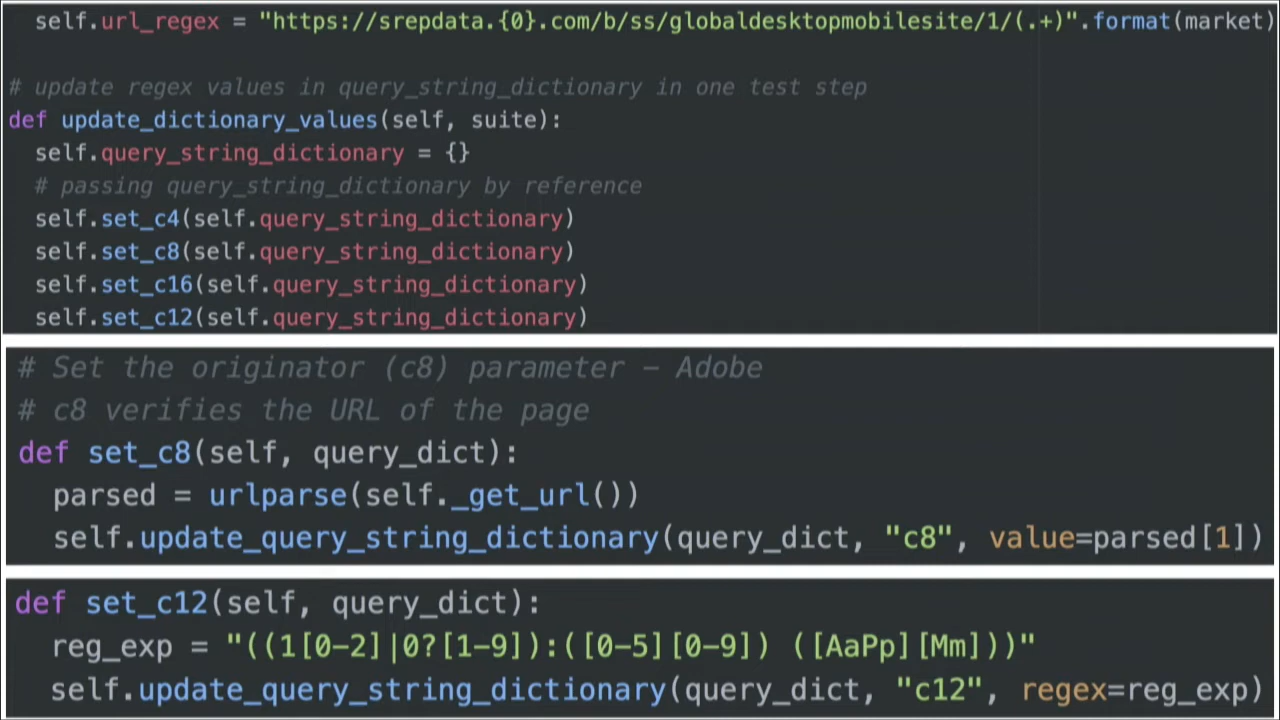 self.url_regex = "https://srepdata.{0}.com/b/ss/globaldesktopmobilesite/1/(.+)".format(market)
# update regex values in query_string_dictionary in one test step
def update_dictionary_values(self, suite):
self.query_string_dictionary = {}
# passing query_string_dictionary by reference
self.set_c4(self.query_string_dictionary)
self.set_c8(self.query_string_dictionary)
self.set_c16(self.query_string_dictionary)
self.set_c12(self.query_string_dictionary)
# Set the originator (c8) parameter – Adobe
# c8 verifies the URL of the page
def set_c8(self, query_dict):
parsed = urlparse(self._get_url())
self.update_query_string_dictionary(query_dict, "c8", value=parsed[1])
def set_c12(self, query_dict):
reg_exp = "((1[0-2]|0?[1-9]):([0-5][0-9]) ([AaPp][Mm]))"
self.update_query_string_dictionary(query_dict, "c12", regex=reg_exp)